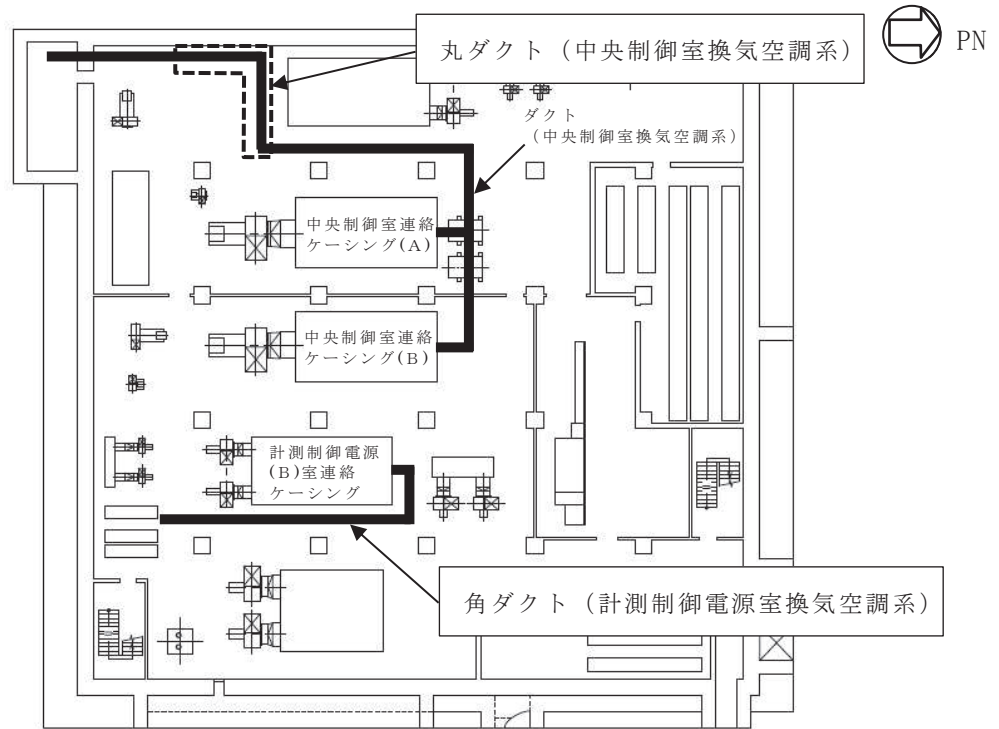 丸ダクト（中央制御室換気空調系）
PN
ダクト
（中央制御室換気空調系）
中央制御室連絡
ケーシング(A)
中央制御室連絡
ケーシング(B)
計測制御電源
(B)室連絡
ケーシング
角ダクト（計測制御電源室換気空調系）